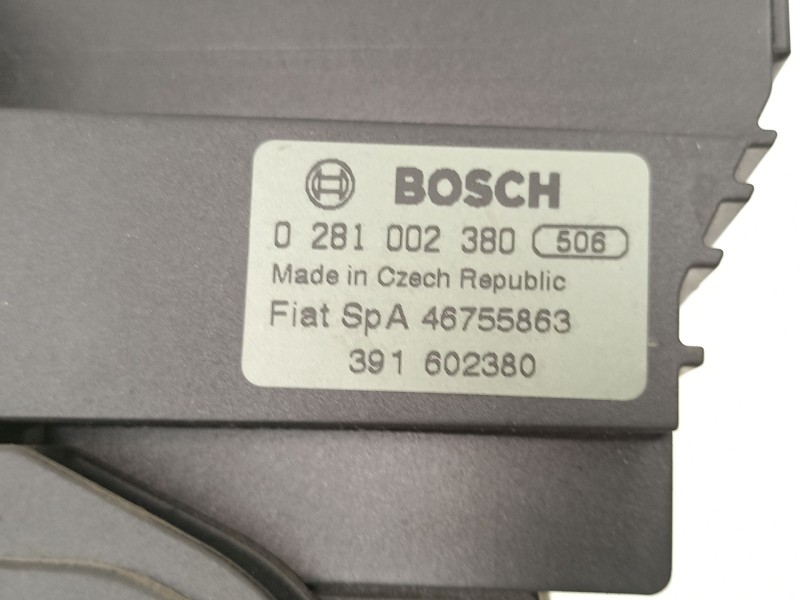 BOSCH
0 281 002 380 506
Made in Czech Republic
Fiat SpA 46755863
391 602380